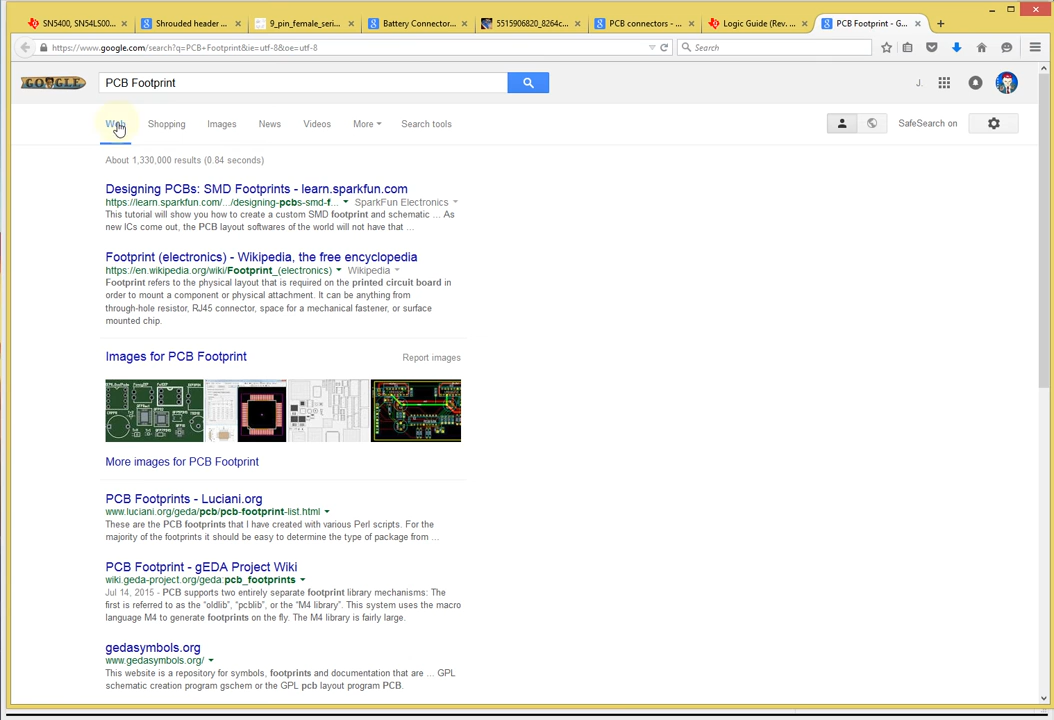 SN5400, SN54LS00...
Shrouded header ...
9_pin_female_seri...
Battery Connector...
5515906820_8264c...
PCB connectors - ...
Logic Guide (Rev. ...
PCB Footprint - G...
https://www.google.com/search?q=PCB+Footprint&ie=utf-8&oe=utf-8
Search
GOOGLE
PCB Footprint
J.
Web
Shopping
Images
News
Videos
More
Search tools
SafeSearch on
About 1,330,000 results (0.84 seconds)
Designing PCBs: SMD Footprints - learn.sparkfun.com
https://learn.sparkfun.com/.../designing-pcbs-smd-f... SparkFun Electronics
This tutorial will show you how to create a custom SMD footprint and schematic ... As
new ICs come out, the PCB layout softwares of the world will not have that ...
Footprint (electronics) - Wikipedia, the free encyclopedia
https://en.wikipedia.org/wiki/Footprint_(electronics) Wikipedia
Footprint refers to the physical layout that is required on the printed circuit board in
order to mount a component or physical attachment. It can be anything from
through-hole resistor, RJ45 connector, space for a mechanical fastener, or surface
mounted chip.
Images for PCB Footprint
Report images
More images for PCB Footprint
PCB Footprints - Luciani.org
www.luciani.org/geda/pcb/pcb-footprint-list.html
These are the PCB footprints that I have created with various Perl scripts. For the
majority of the footprints it should be easy to determine the type of package from ...
PCB Footprint - gEDA Project Wiki
wiki.geda-project.org/geda:pcb_footprints
Jul 14, 2015 - PCB supports two entirely separate footprint library mechanisms: The
first is referred to as the "oldlib", "pcblib", or the "M4 library". This system uses the macro
language M4 to generate footprints on the fly. The M4 library is fairly large.
gedasymbols.org
www.gedasymbols.org/
This website is a repository for symbols, footprints and documentation that are ... GPL
schematic creation program gschem or the GPL pcb layout program PCB.